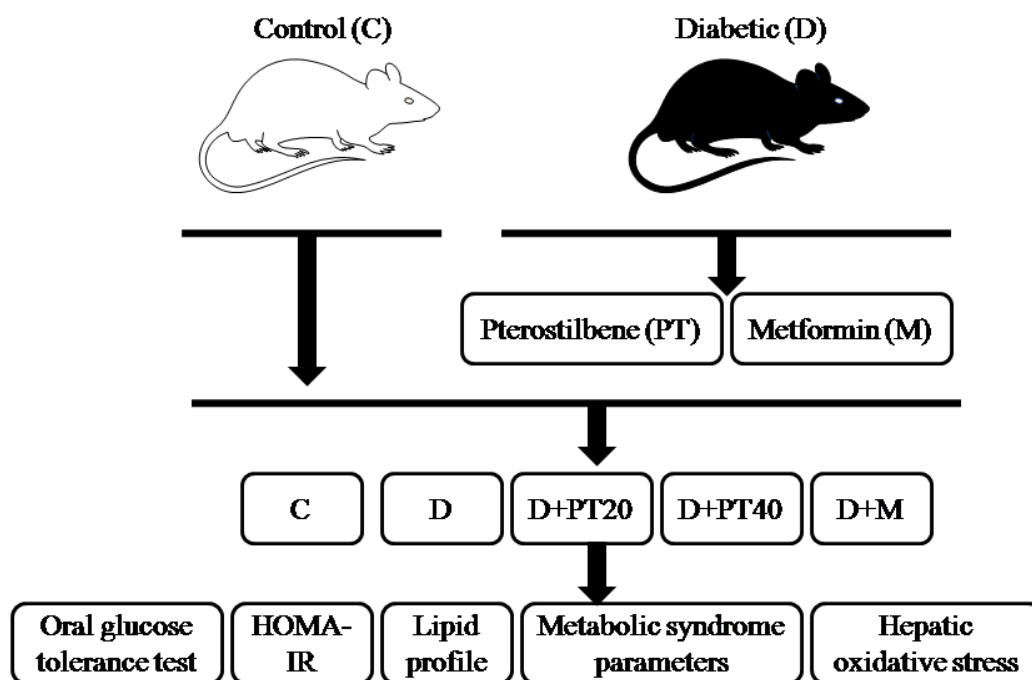 Control (C)
Diabetic (D)
Pterostilbene (PT)
Metformin (M)
C
D
D+PT20
D+PT40
D+M
Oral glucose
tolerance test
HOMA-
IR
Lipid
profile
Metabolic syndrome
parameters
Hepatic
oxidative stress